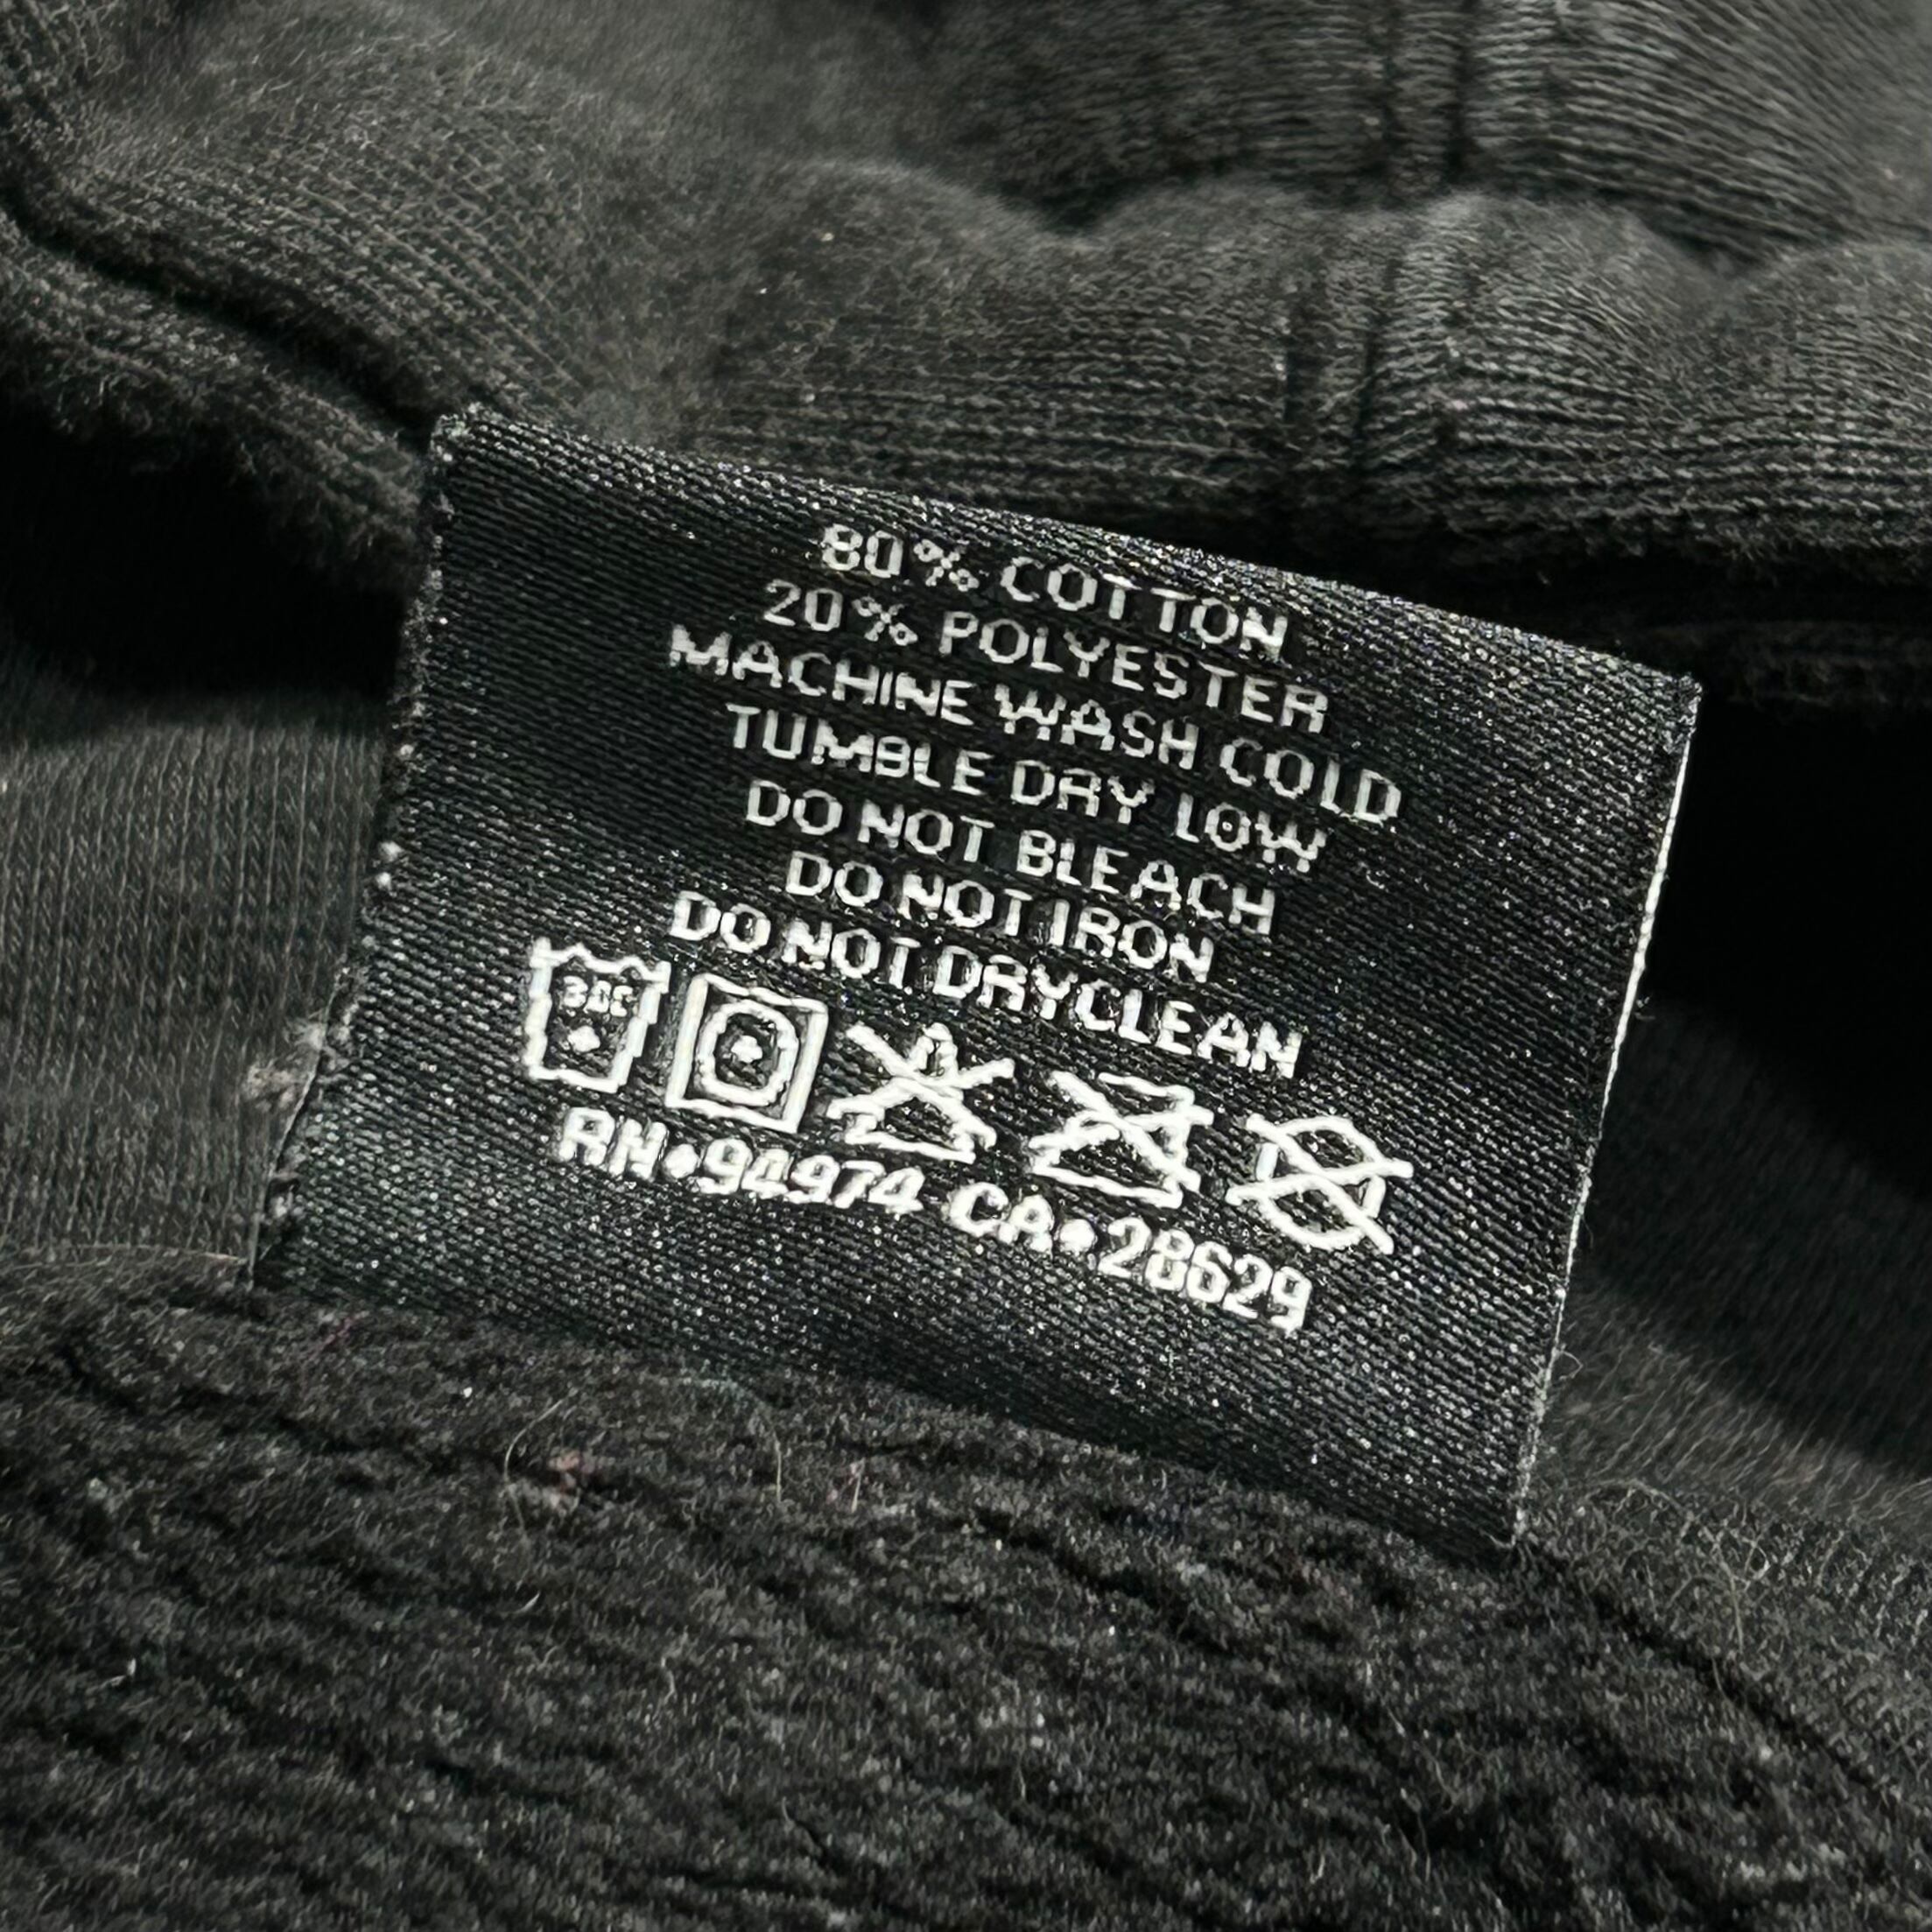 80% COTTON
20% POLYESTER
MACHINE WASH COLD
TUMBLE DRY LOW
DO NOT BLEACH
DO NOT IRON
DO NOT DRYCLEAN
30C
RN•94974 CA•28629